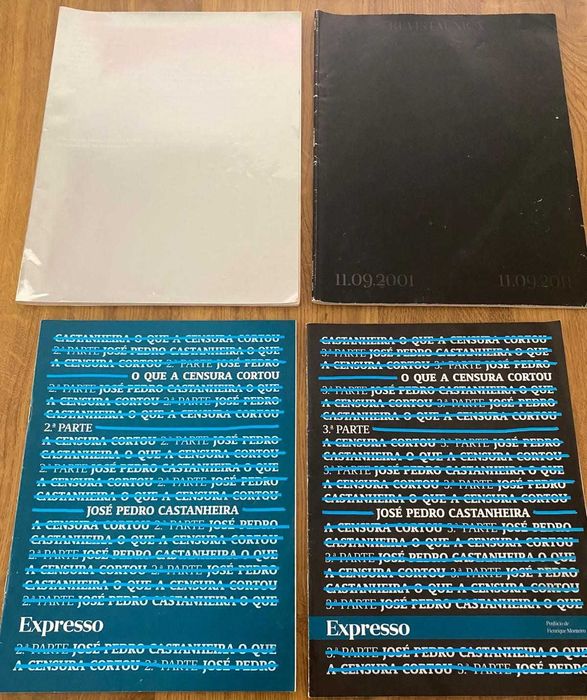 11.09.2001
11.09.2011
CASTANHEIRA O QUE A CENSURA CORTOU
2.ª PARTE JOSÉ PEDRO CASTANHEIRA O QUE
A CENSURA CORTOU 2.ª PARTE JOSÉ PEDRO
O QUE A CENSURA CORTOU
2.ª PARTE JOSÉ PEDRO CASTANHEIRA O QUE
A CENSURA CORTOU 2.ª PARTE JOSÉ PEDRO
CASTANHEIRA O QUE A CENSURA CORTOU
2.ª PARTE
A CENSURA CORTOU 2.ª PARTE JOSÉ PEDRO
CASTANHEIRA O QUE A CENSURA CORTOU
2.ª PARTE JOSÉ PEDRO CASTANHEIRA O QUE
A CENSURA CORTOU 2.ª PARTE JOSÉ PEDRO
CASTANHEIRA O QUE A CENSURA CORTOU
JOSÉ PEDRO CASTANHEIRA
A CENSURA CORTOU 2.ª PARTE JOSÉ PEDRO
CASTANHEIRA O QUE A CENSURA CORTOU
2.ª PARTE JOSÉ PEDRO CASTANHEIRA O QUE
A CENSURA CORTOU 2.ª PARTE JOSÉ PEDRO
CASTANHEIRA O QUE A CENSURA CORTOU
2.ª PARTE JOSÉ PEDRO CASTANHEIRA O QUE
Expresso
2.ª PARTE JOSÉ PEDRO CASTANHEIRA O QUE
A CENSURA CORTOU 2.ª PARTE JOSÉ PEDRO
CASTANHEIRA O QUE A CENSURA CORTOU
3.ª PARTE JOSÉ PEDRO CASTANHEIRA O QUE
A CENSURA CORTOU 3.ª PARTE JOSÉ PEDRO
O QUE A CENSURA CORTOU
3.ª PARTE JOSÉ PEDRO CASTANHEIRA O QUE
A CENSURA CORTOU 3.ª PARTE JOSÉ PEDRO
CASTANHEIRA O QUE A CENSURA CORTOU
3.ª PARTE
A CENSURA CORTOU 3.ª PARTE JOSÉ PEDRO
CASTANHEIRA O QUE A CENSURA CORTOU
3.ª PARTE JOSÉ PEDRO CASTANHEIRA O QUE
A CENSURA CORTOU 3.ª PARTE JOSÉ PEDRO
CASTANHEIRA O QUE A CENSURA CORTOU
JOSÉ PEDRO CASTANHEIRA
A CENSURA CORTOU 3.ª PARTE JOSÉ PEDRO
CASTANHEIRA O QUE A CENSURA CORTOU
3.ª PARTE JOSÉ PEDRO CASTANHEIRA O QUE
A CENSURA CORTOU 3.ª PARTE JOSÉ PEDRO
CASTANHEIRA O QUE A CENSURA CORTOU
3.ª PARTE JOSÉ PEDRO CASTANHEIRA O QUE
Expresso
Prefácio de
Henrique Monteiro
3.ª PARTE JOSÉ PEDRO CASTANHEIRA O QUE
A CENSURA CORTOU 3.ª PARTE JOSÉ PEDRO